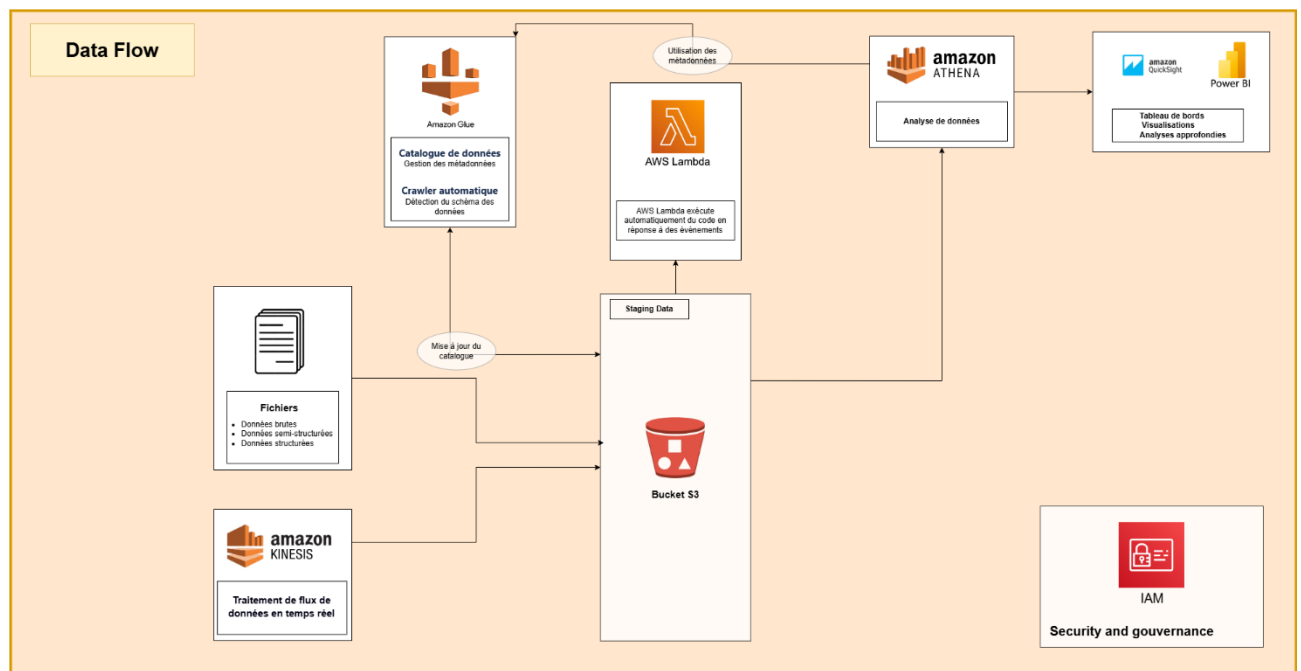 Data Flow
Amazon Glue
Catalogue de données
Gestion des métadonnées
Crawler automatique
Détection du schéma des
données
Utilisation des
métadonnées
AWS Lambda
AWS Lambda exécute
automatiquement du code en
réponse à des évènements
amazon
ATHENA
Analyse de données
amazon
QuickSight
Power BI
Tableau de bords
Visualisations
Analyses approfondies
Mise à jour du
catalogue
Fichiers
• Données brutes
• Données semi-structurées
• Données structurées
Staging Data
Bucket S3
amazon
KINESIS
Traitement de flux de
données en temps réel
IAM
Security and gouvernance